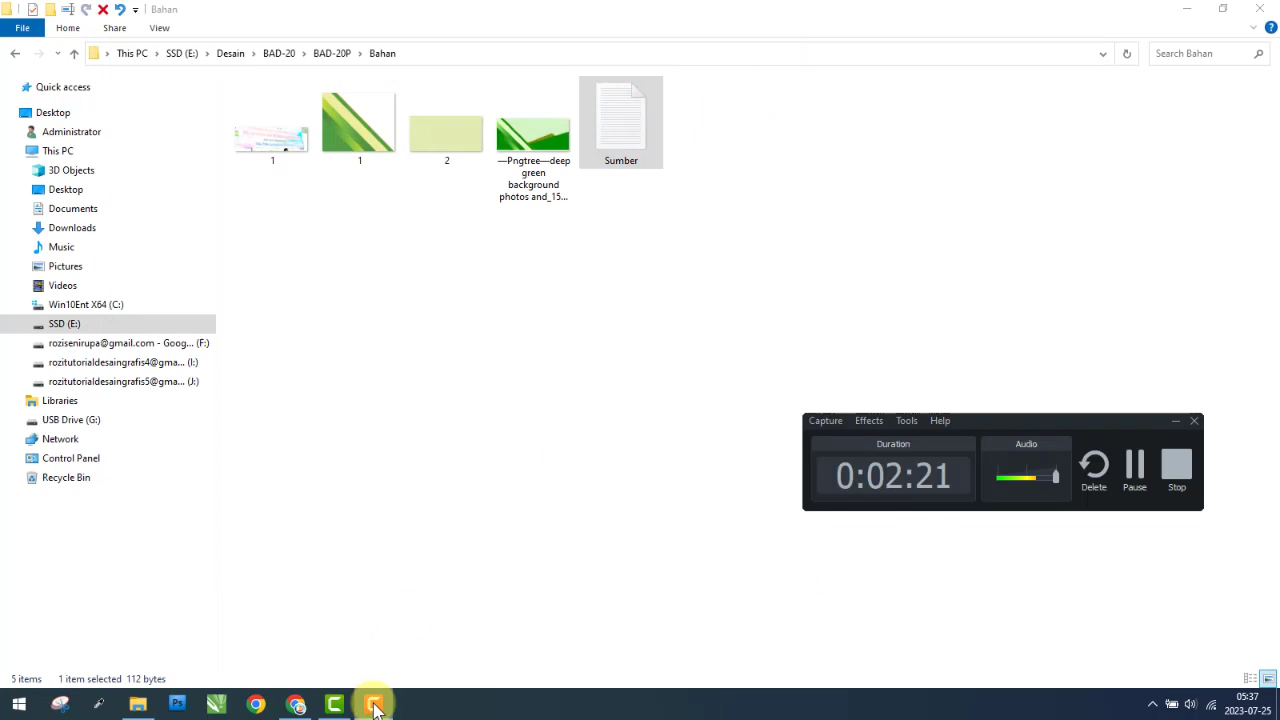 Bahan
File
Home
Share
View
This PC
SSD (E:)
Desain
BAD-20
BAD-20P
Bahan
Search Bahan
Quick access
Desktop
Administrator
This PC
3D Objects
Desktop
Documents
Downloads
Music
Pictures
Videos
Win10Ent X64 (C:)
SSD (E:)
rozisenirupa@gmail.com - Goog... (F:)
rozitutorialdesaingrafis4@gma... (I:)
rozitutorialdesaingrafis5@gma... (J:)
Libraries
USB Drive (G:)
Network
Control Panel
Recycle Bin
1
1
2
—Pngtree—deep
green
background
photos and_15...
Sumber
Capture
Effects
Tools
Help
Duration
0:02:21
Audio
Delete
Pause
Stop
5 items
1 item selected 112 bytes
Ps
05:37
2023-07-25